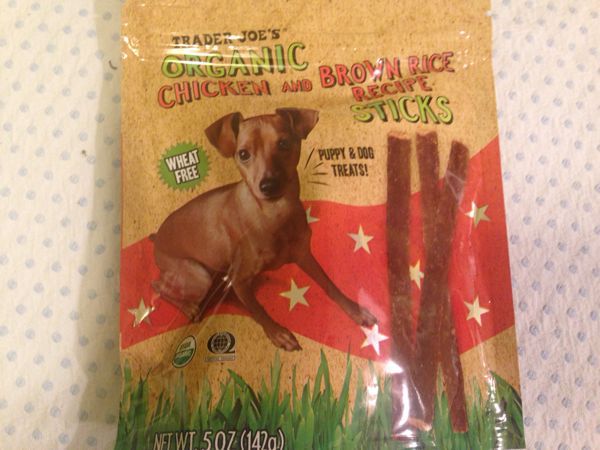 TRADER JOE'S
ORGANIC
CHICKEN AND BROWN RICE
RECIPE
STICKS
WHEAT
FREE
PUPPY & DOG
TREATS!
NET WT. 5 OZ (142g)